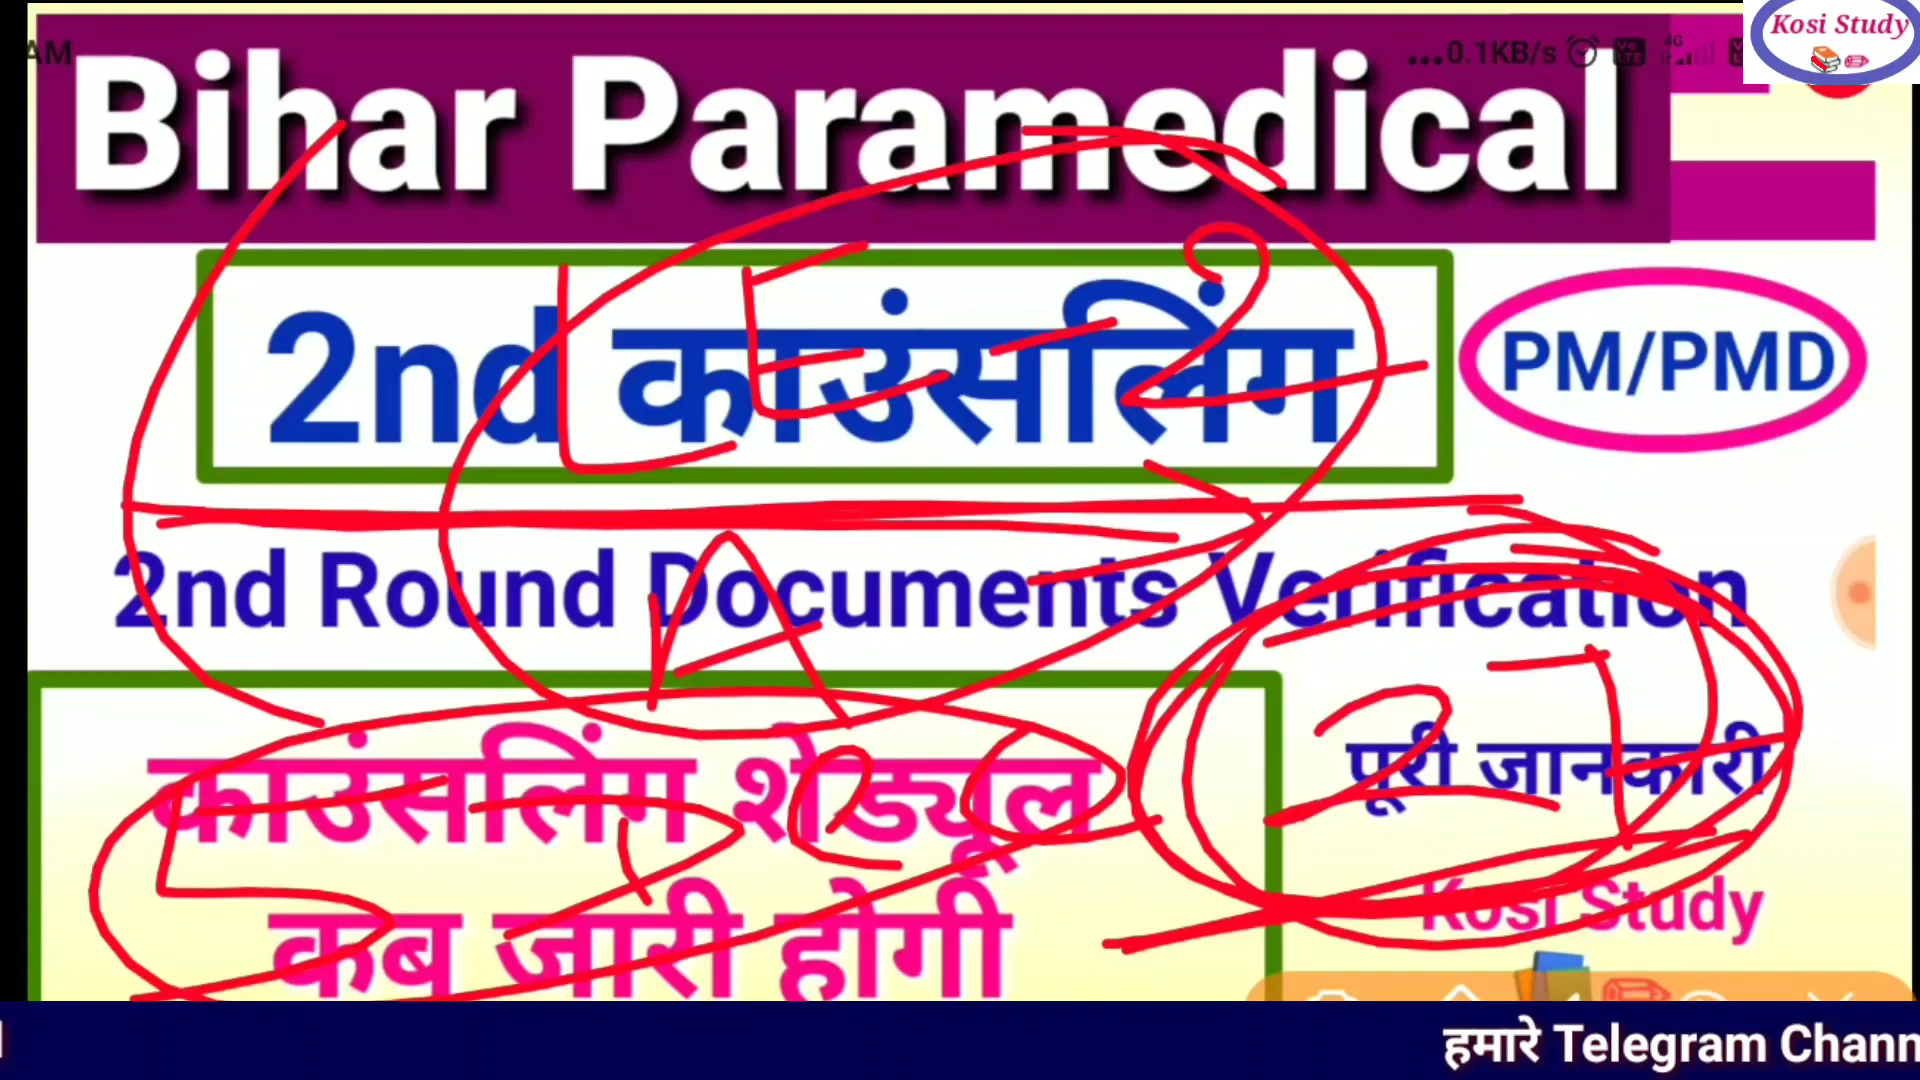 Kosi Study
AM ...0.1KB/s 4G
Bihar Paramedical
2nd काउंसलिंग
PM/PMD
2nd Round Documents Verification
काउंसलिंग शेड्यूल
कब जारी होगी
पूरी जानकारी
Kosi Study
हमारे Telegram Chann